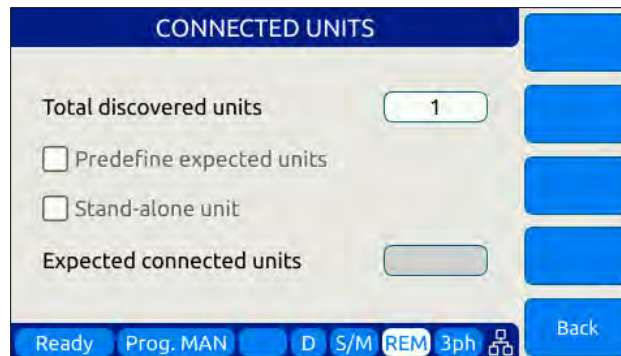 CONNECTED UNITS
Total discovered units 1
Predefine expected units
Stand-alone unit
Expected connected units
Ready Prog. MAN D S/M REM 3ph Back